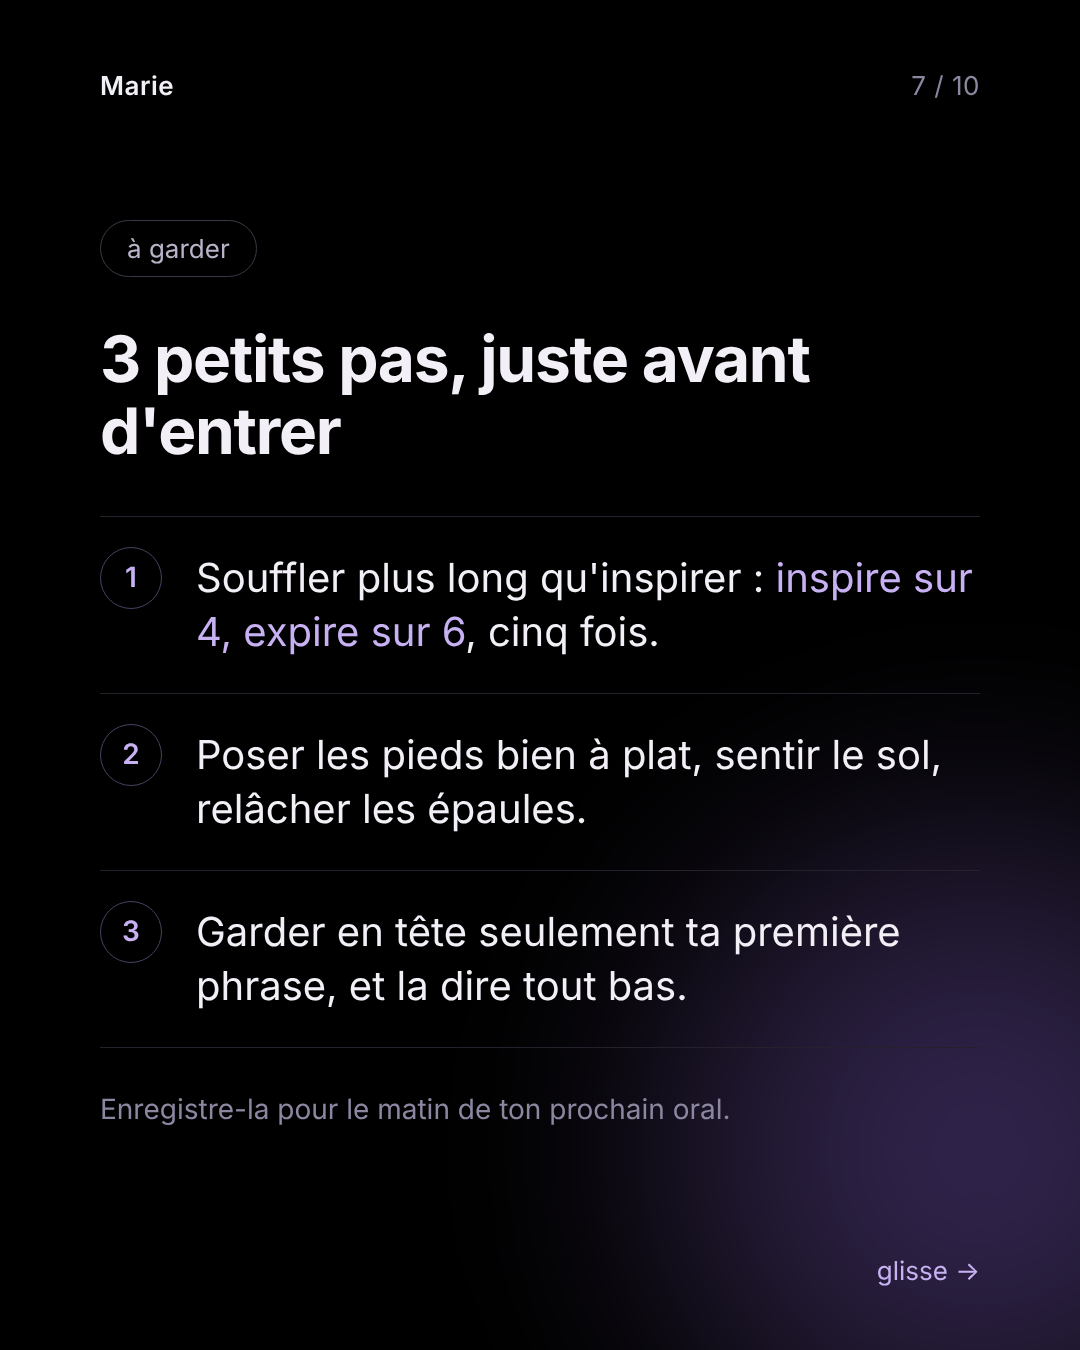 Marie
7 / 10
à garder
3 petits pas, juste avant
d'entrer
1
Souffler plus long qu'inspirer : inspire sur
4, expire sur 6, cinq fois.
2
Poser les pieds bien à plat, sentir le sol,
relâcher les épaules.
3
Garder en tête seulement ta première
phrase, et la dire tout bas.
Enregistre-la pour le matin de ton prochain oral.
glisse →